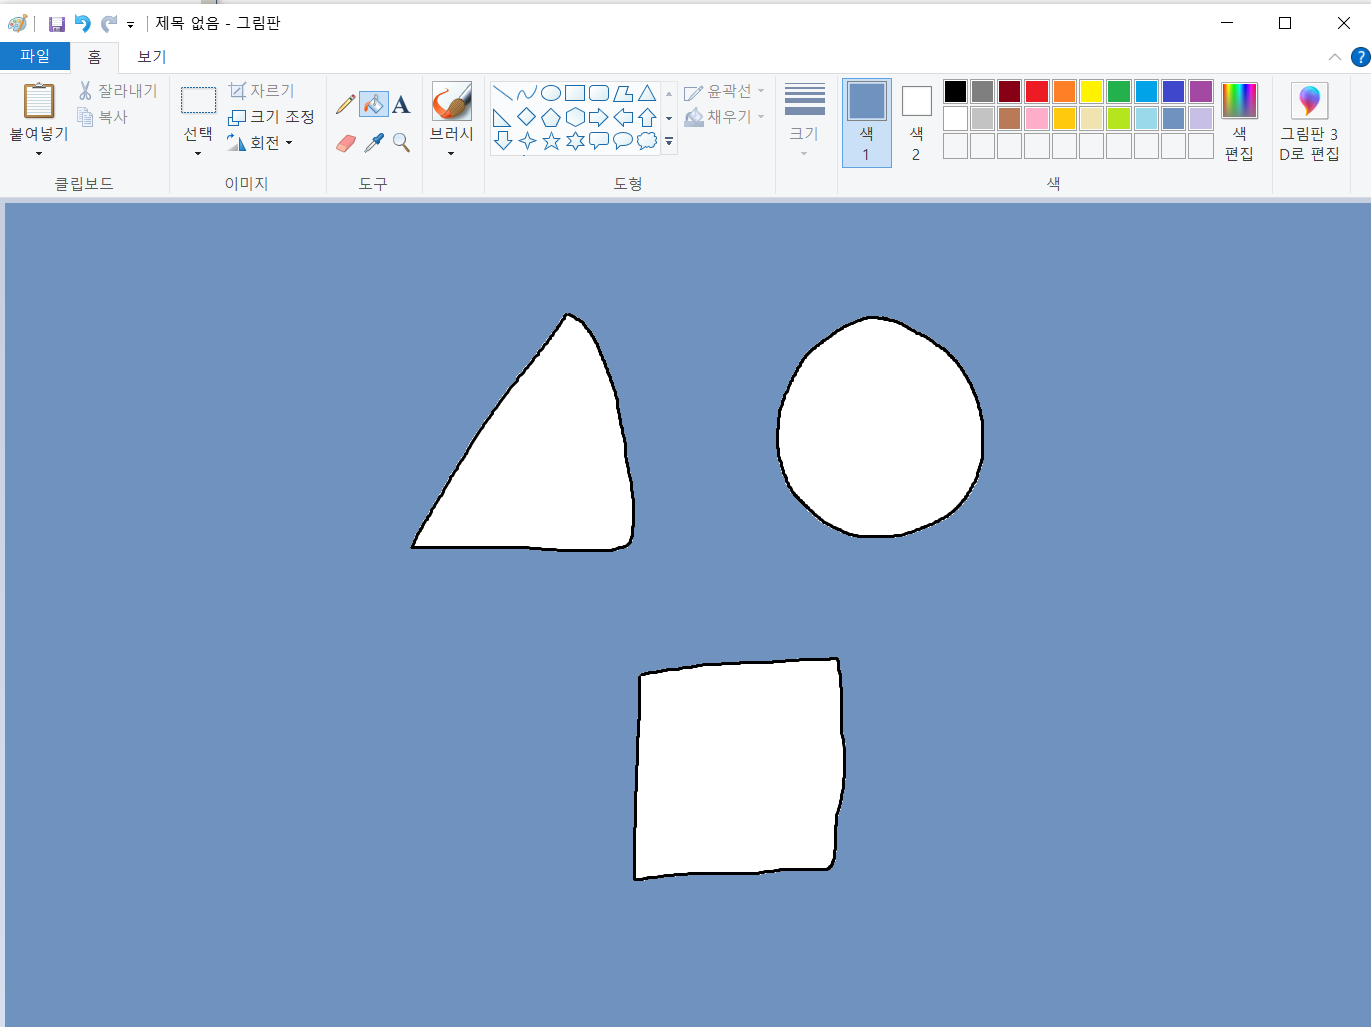 제목 없음 - 그림판
파일 홈 보기
붙여넣기
잘라내기
복사
클립보드
선택
자르기
크기 조정
회전
이미지
A
도구
브러시
윤곽선
채우기
도형
크기
색
1
색
2
색
편집
색
그림판 3
D로 편집
?